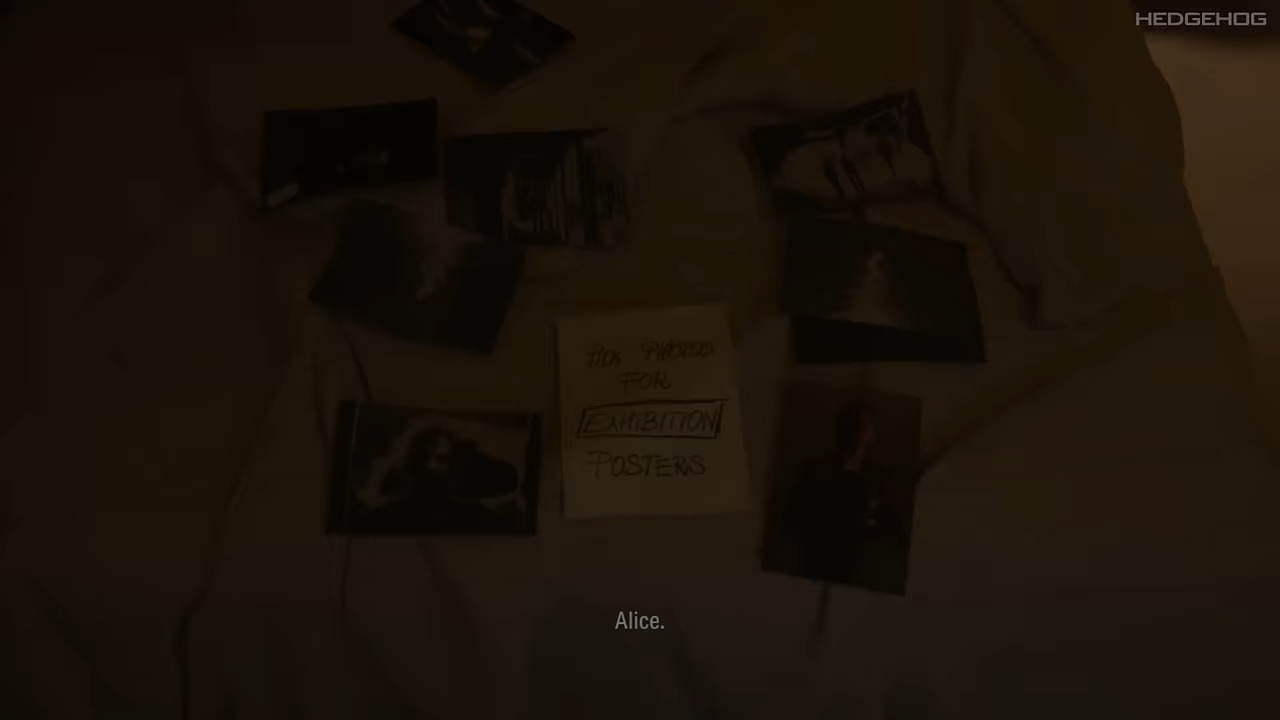 HEDGEHOG
PICK PHOTOS
FOR
EXHIBITION
POSTERS
Alice.